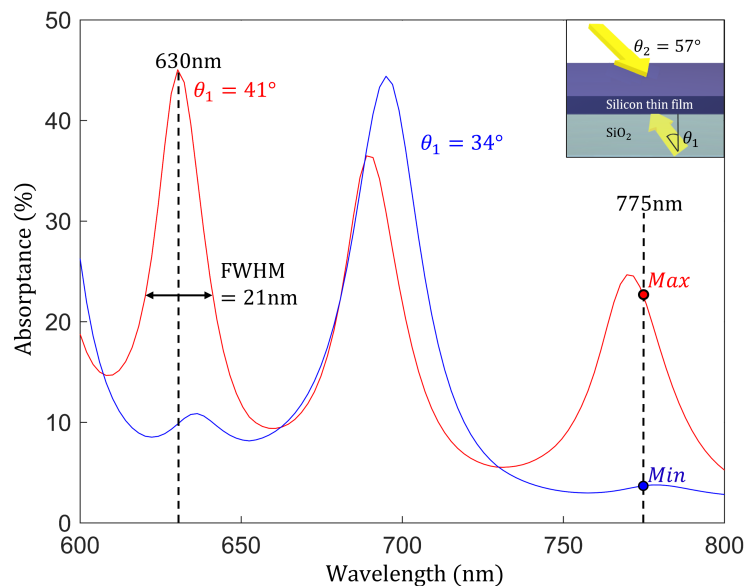 50
40
30
20
10
0
600
650
700
750
800
Absorptance (%)
Wavelength (nm)
630nm
θ₁ = 41°
θ₁ = 34°
FWHM
= 21nm
775nm
Max
Min
θ₂ = 57°
Silicon thin film
SiO₂
θ₁